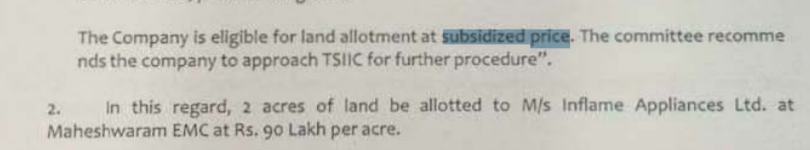 The Company is eligible for land allotment at subsidized price. The committee recomme
nds the company to approach TSIIC for further procedure".
2. In this regard, 2 acres of land be allotted to M/s Inflame Appliances Ltd. at
Maheshwaram EMC at Rs. 90 Lakh per acre.